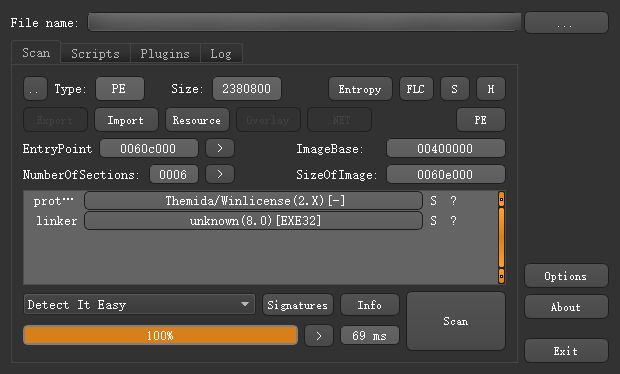 File name: ...
Scan Scripts Plugins Log
.. Type: PE Size: 2380800 Entropy FLC S H
Export Import Resource Overlay .NET PE
EntryPoint 0060c000 > ImageBase: 00400000
NumberOfSections: 0006 > SizeOfImage: 0060e000
prot⋯ Themida/Winlicense(2.X)[-] S ?
linker unknown(8.0)[EXE32] S ?
Options
Detect It Easy Signatures Info Scan About
100% > 69 ms
Exit